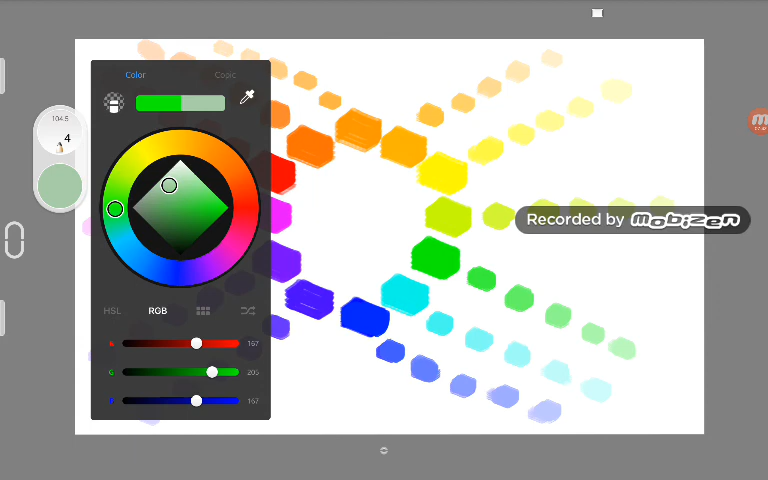 Color Copic
104.5
4
Recorded by mobizen
HSL RGB
R 167
G 205
B 167